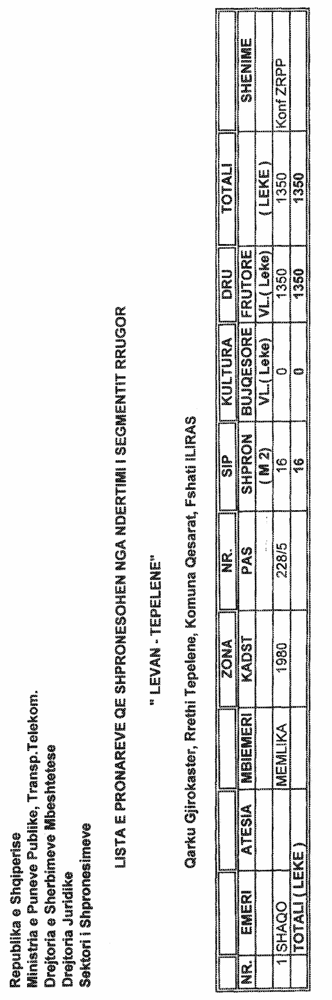 Republika e Shqiperise
Ministria e Puneve Publike, Transp.Telekom.
Drejtoria e Sherbimeve Mbeshtetese
Drejtoria Juridike
Sektori i Shpronesimeve
LISTA E PRONAREVE QE SHPRONESOHEN NGA NDERTIMI I SEGMENTIT RRUGOR
" LEVAN - TEPELENE"
Qarku Gjirokaster, Rrethi Tepelene, Komuna Qesarat, Fshati ILIRAS
ZONA NR. SIP KULTURA DRU TOTALI
NR. EMERI ATESIA MBIEMERI KADST PAS SHPRON BUJQESORE FRUTORE SHENIME
( M 2) VL.( Leke) VL.( Leke) ( LEKE )
1 SHAQO MEMLIKA 1980 228/5 16 0 1350 1350 Konf ZRPP
TOTALI ( LEKE ) 16 0 1350 1350